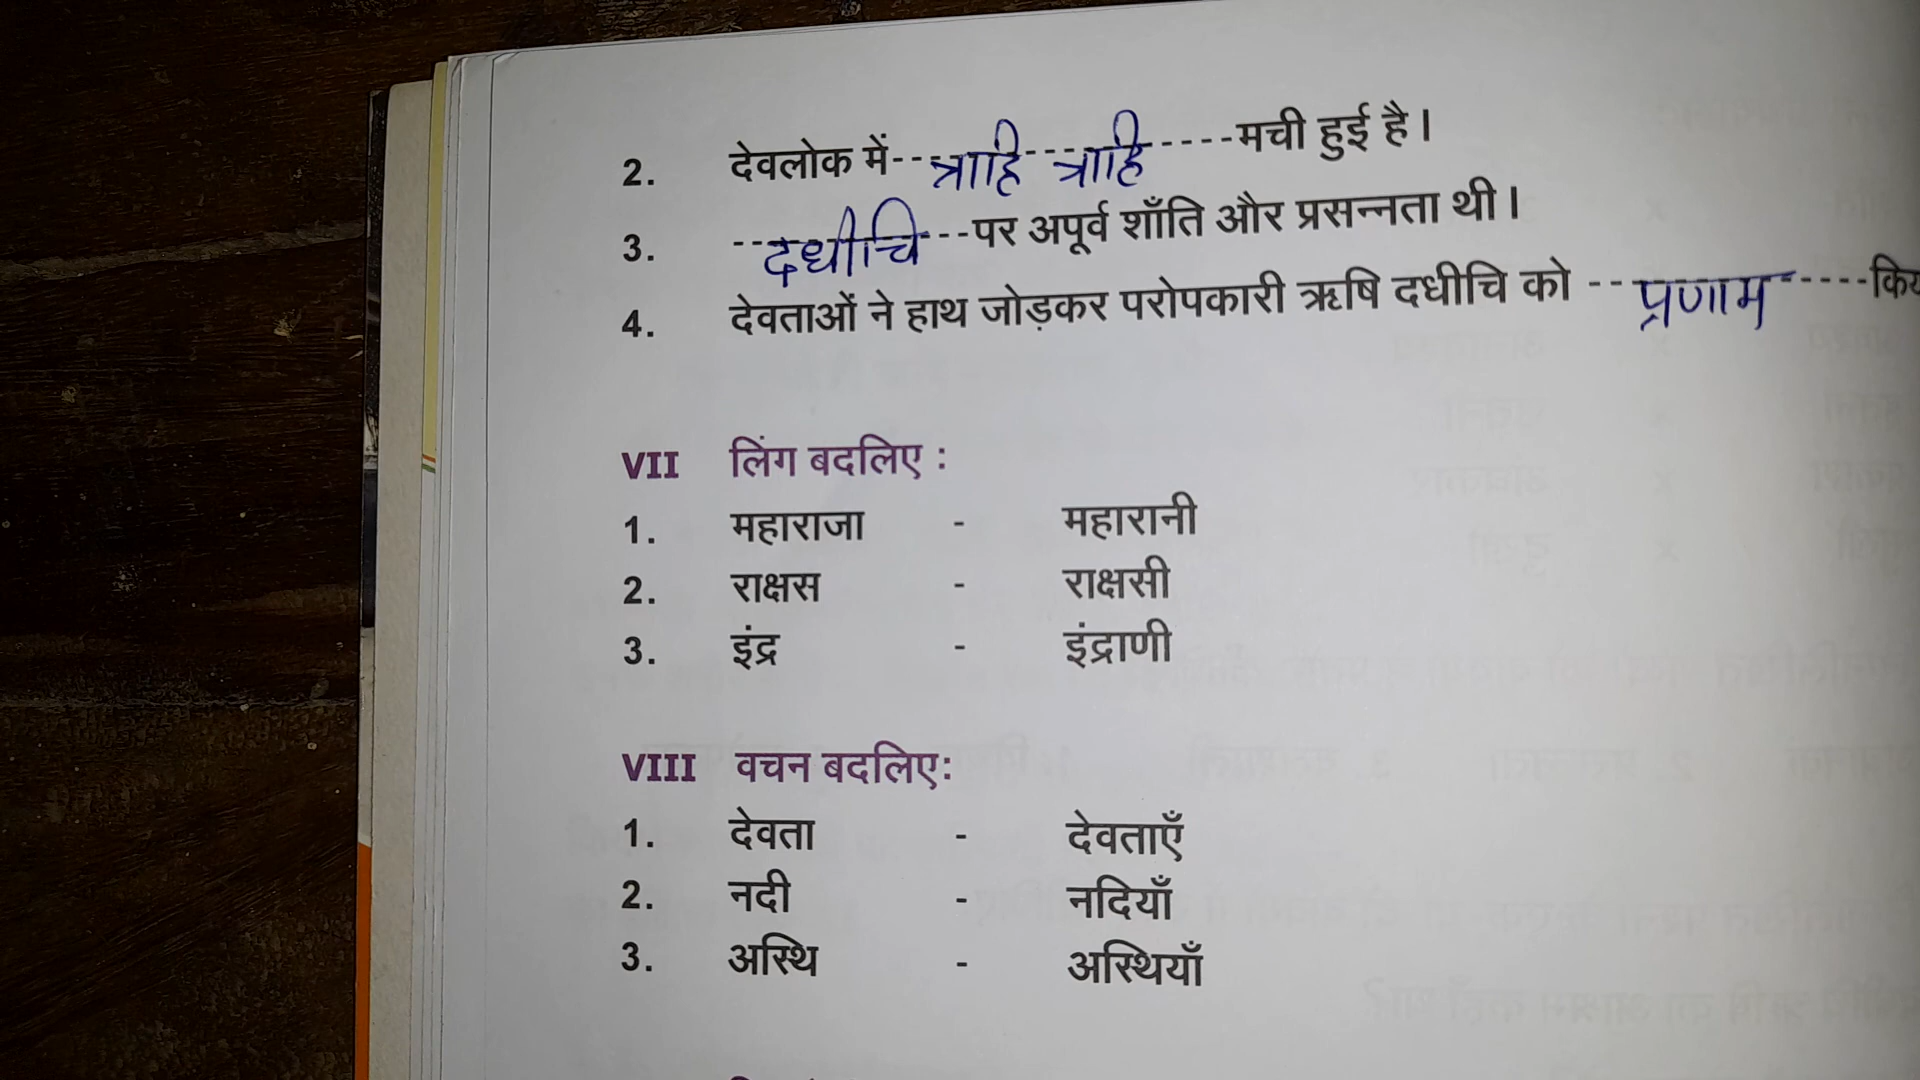 2. देवलोक में-- त्राहि त्राहि -----मची हुई है।
3. --दधीचि---पर अपूर्व शाँति और प्रसन्नता थी।
4. देवताओं ने हाथ जोड़कर परोपकारी ऋषि दधीचि को -- प्रणाम -----किय
VII लिंग बदलिए :
1. महाराजा - महारानी
2. राक्षस - राक्षसी
3. इंद्र - इंद्राणी
VIII वचन बदलिए:
1. देवता - देवताएँ
2. नदी - नदियाँ
3. अस्थि - अस्थियाँ